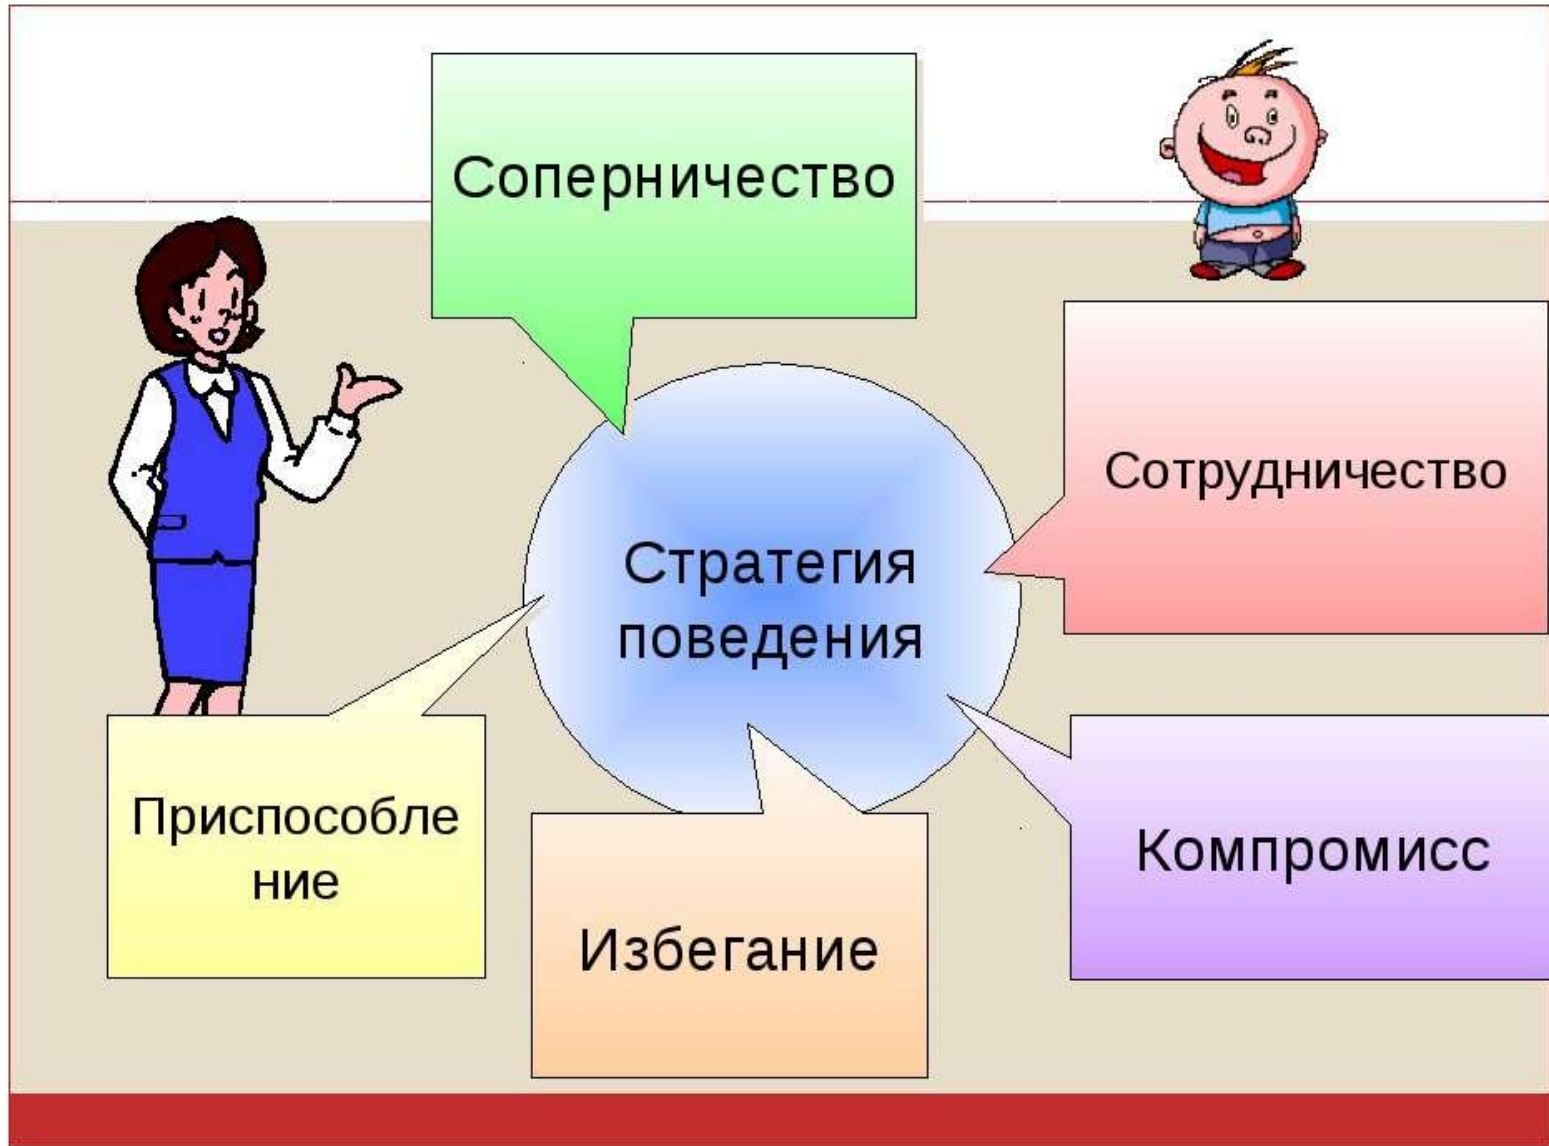 Соперничество
Сотрудничество
Стратегия
поведения
Приспособле
ние
Компромисс
Избегание